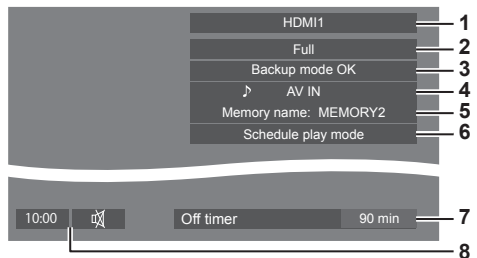 HDMI1 1
Full 2
Backup mode OK 3
♪ AV IN 4
Memory name: MEMORY2 5
Schedule play mode 6
10:00 Off timer 90 min 7
8